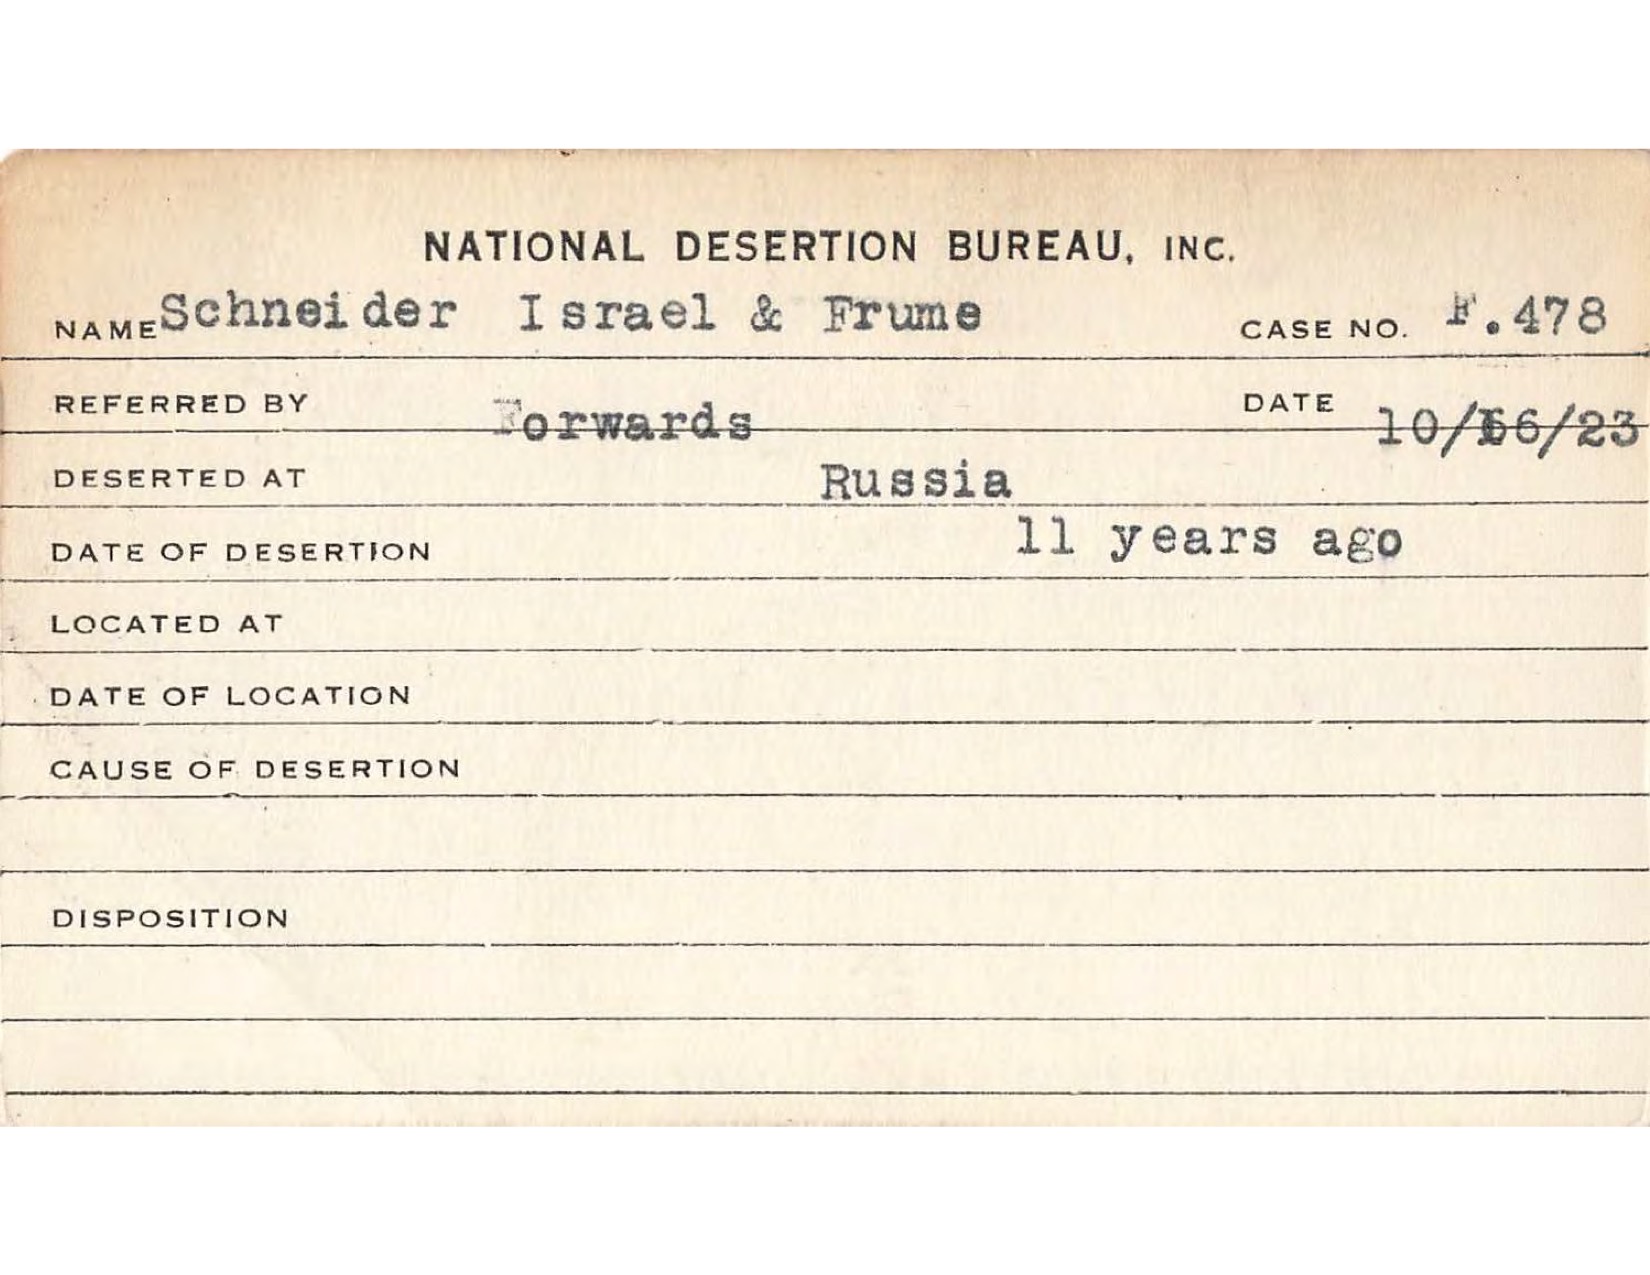 NATIONAL DESERTION BUREAU, INC.
NAME Schneider Israel & Frume CASE NO. F.478
REFERRED BY Forwards DATE 10/16/23
DESERTED AT Russia
DATE OF DESERTION 11 years ago
LOCATED AT
DATE OF LOCATION
CAUSE OF DESERTION
DISPOSITION